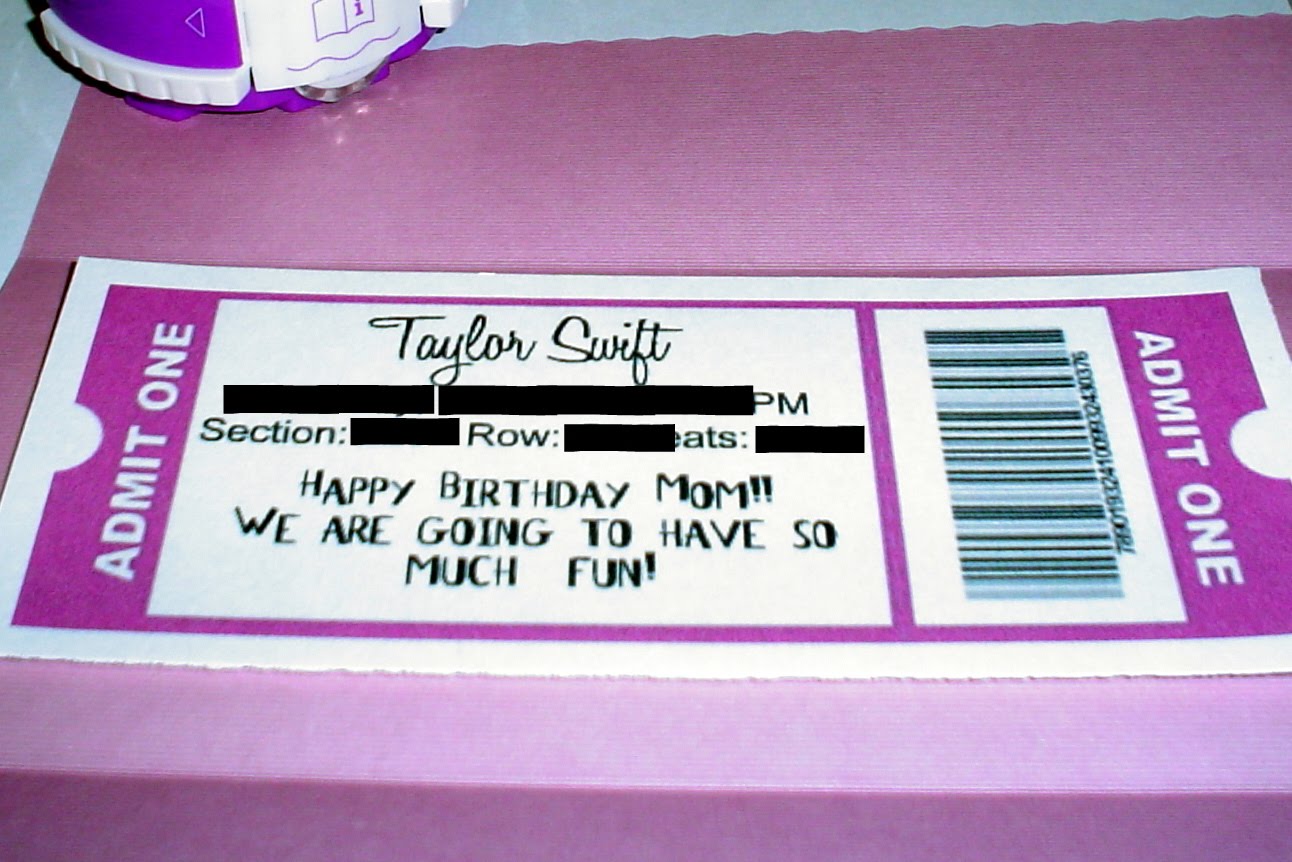 ADMIT ONE
Taylor Swift
PM
Section: Row: eats:
HAPPY BIRTHDAY MOM!!
WE ARE GOING TO HAVE SO
MUCH FUN!
ADMIT ONE